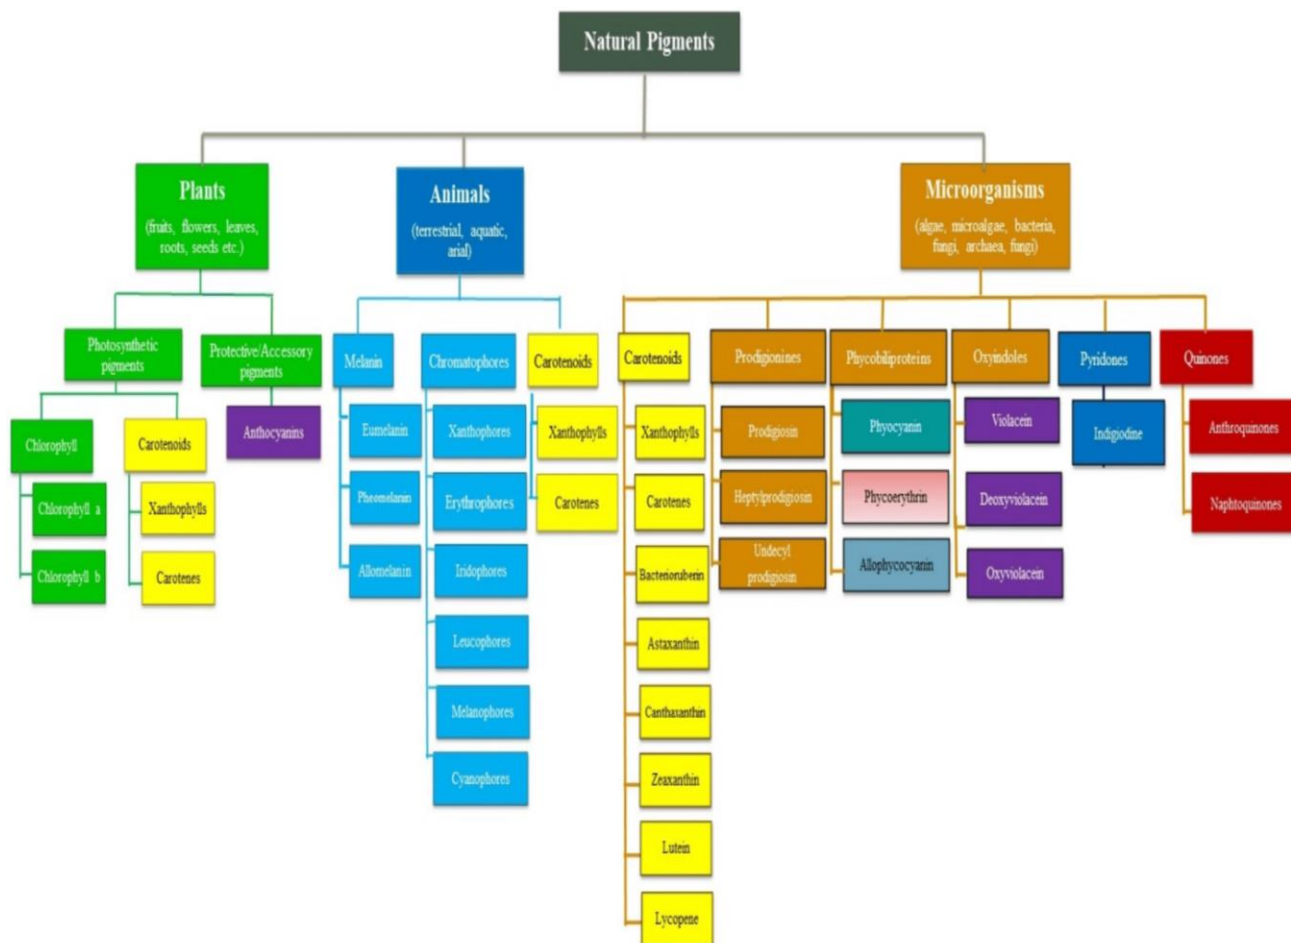 Natural Pigments
Plants
(fruits, flowers, leaves,
roots, seeds etc.)
Animals
(terrestrial, aquatic,
arial)
Microorganisms
(algae, microalgae, bacteria,
fungi, archaea, fungi)
Photosynthetic
pigments
Protective/Accessory
pigments
Melanin
Chromatophores
Carotenoids
Carotenoids
Prodigionines
Phycobiliproteins
Oxyindoles
Pyridones
Quinones
Chlorophyll
Carotenoids
Anthocyanins
Eumelanin
Xanthophores
Xanthophylls
Xanthophylls
Prodigiosin
Phyocyanin
Violacein
Indigiodine
Anthroquinones
Chlorophyll a
Xanthophylls
Pheomelanin
Erythrophores
Carotenes
Carotenes
Heptylprodigiosin
Phycoerythrin
Deoxyviolacein
Naphtoquinones
Chlorophyll b
Carotenes
Allomelanin
Iridophores
Bacterioruberin
Undecyl
prodigiosin
Allophycocyanin
Oxyviolacein
Leucophores
Astaxanthin
Melanophores
Canthaxanthin
Cyanophores
Zeaxanthin
Lutein
Lycopene